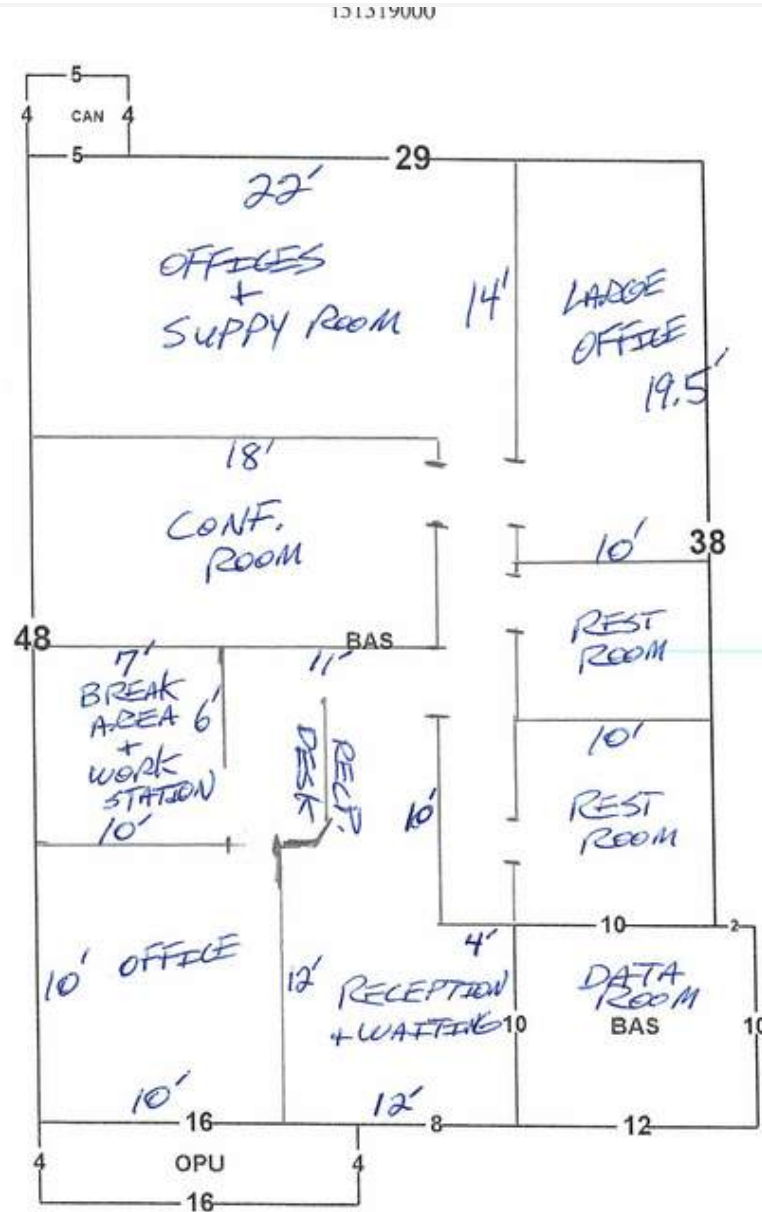 151319000
5
4 CAN 4
5
29
22'
OFFICES
+
SUPPY ROOM
14'
LARGE
OFFICE
19.5'
18'
CONF.
ROOM
10'
38
REST
ROOM
48
BAS
7'
11'
BREAK
AREA 6'
+
WORK
STATION
RECP.
DESK
10'
10'
10'
REST
ROOM
10
2
4'
10' OFFICE
12'
RECEPTION
+ WAITING
10
DATA
ROOM
BAS
10
10'
12'
16
8
12
4 OPU 4
16